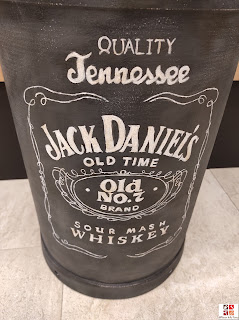 QUALITY
Tennessee
JACK DANIEL'S
OLD TIME
Old
No. 7
BRAND
SOUR MASH
WHISKEY